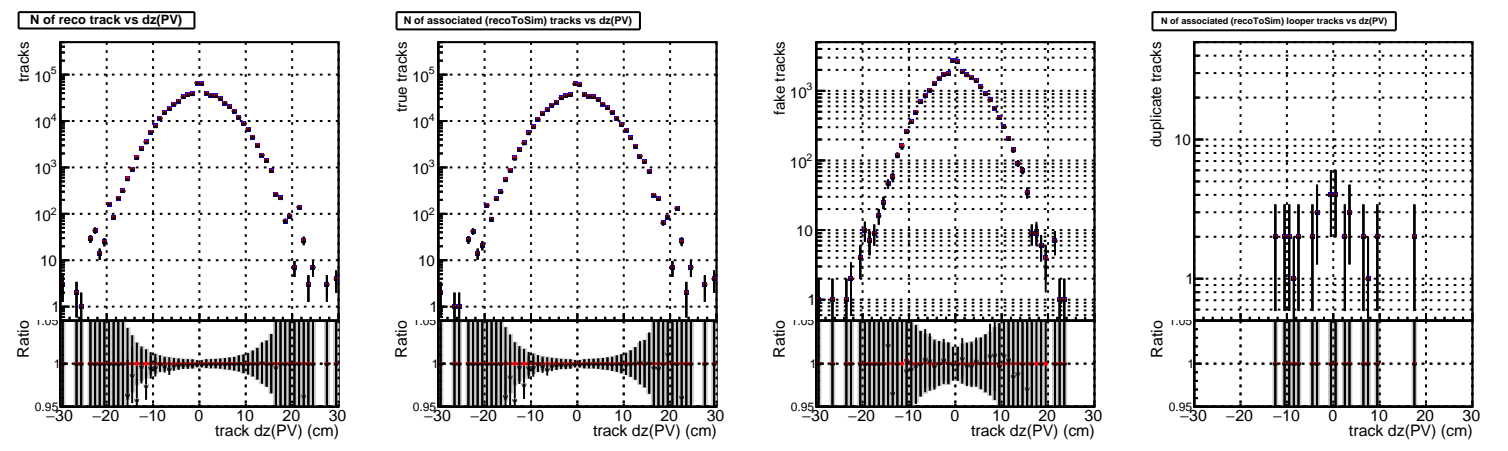 N of reco track vs dz(PV)
tracks
10^5
10^4
10^3
10^2
10
1
Ratio
1.05
1
0.95
−30 −20 −10 0 10 20 30
track dz(PV) (cm)
N of associated (recoToSim) tracks vs dz(PV)
true tracks
10^5
10^4
10^3
10^2
10
1
Ratio
1.05
1
0.95
−30 −20 −10 0 10 20 30
track dz(PV) (cm)
fake tracks
10^3
10^2
10
1
Ratio
1.05
1
0.95
−30 −20 −10 0 10 20 30
track dz(PV) (cm)
N of associated (recoToSim) looper tracks vs dz(PV)
duplicate tracks
10
1
Ratio
1.05
1
0.95
−30 −20 −10 0 10 20 30
track dz(PV) (cm)